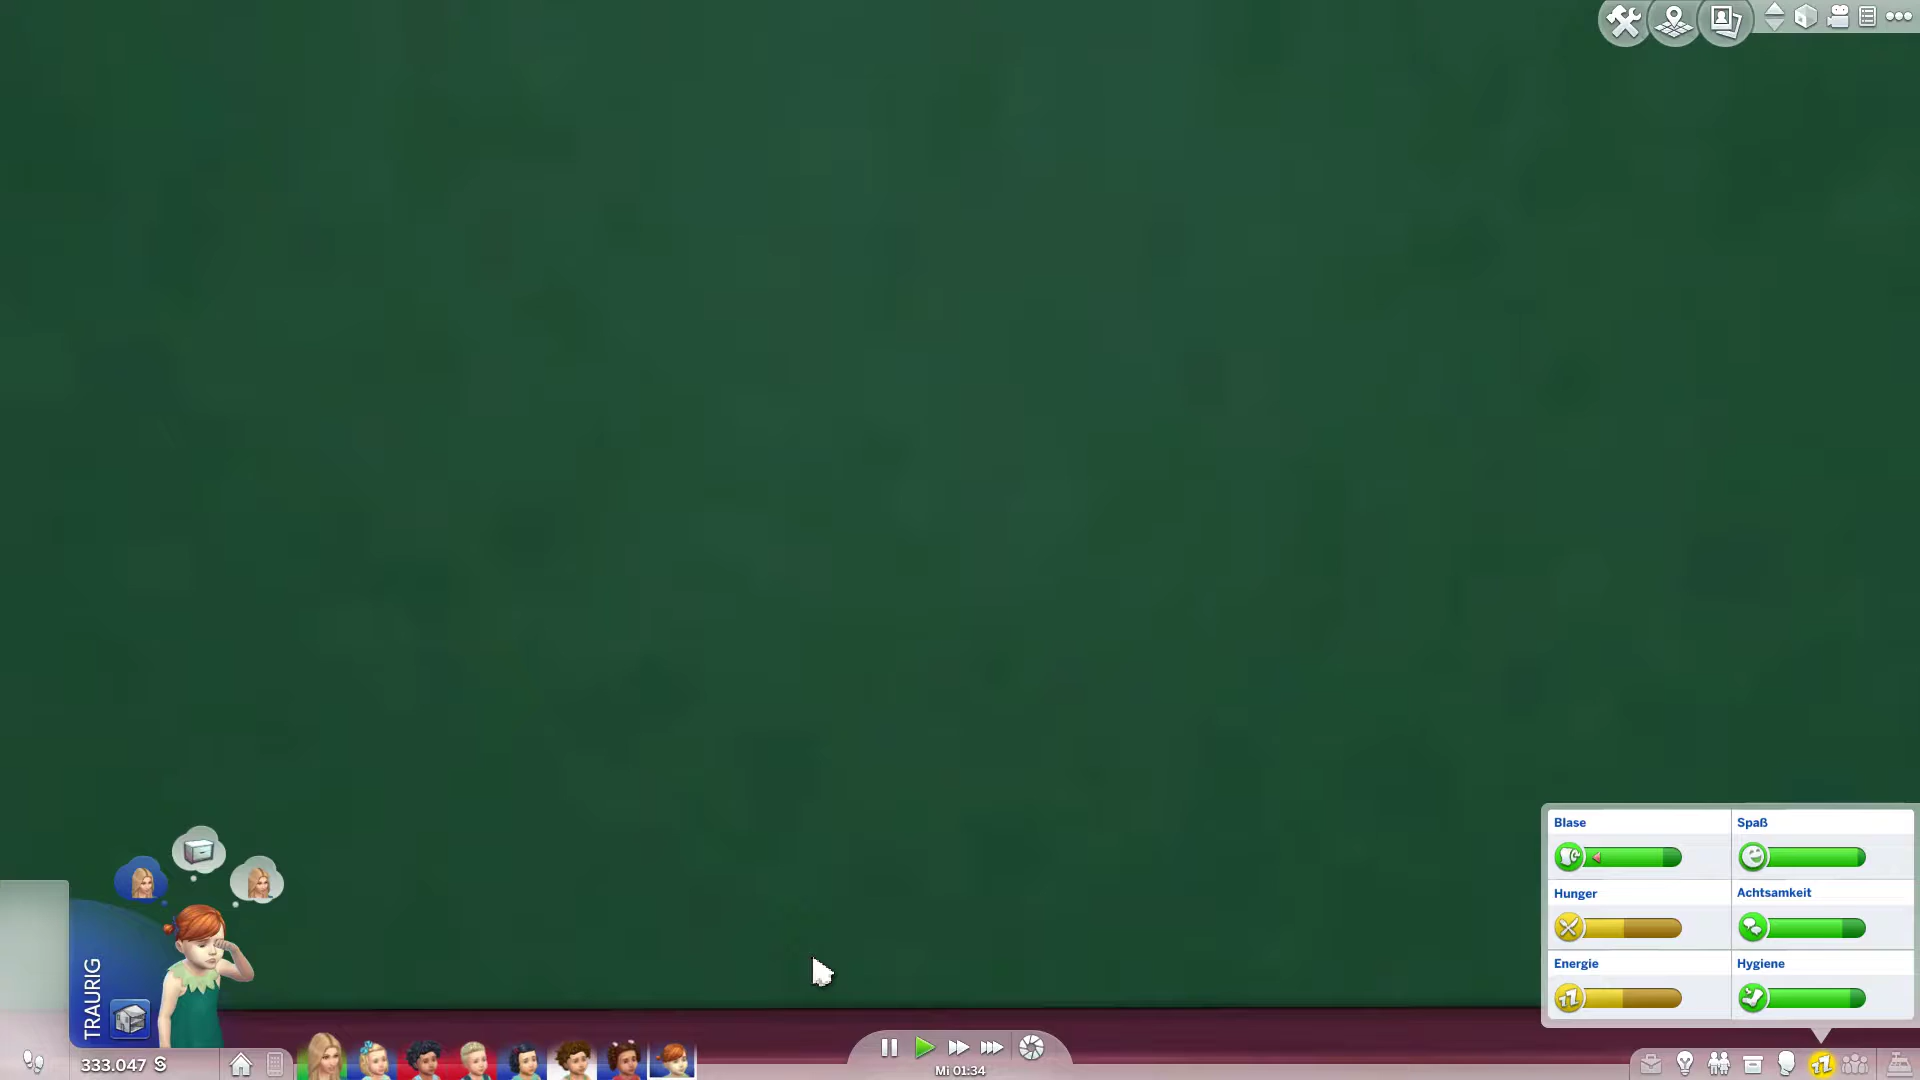 Blase
Spaß
Hunger
Achtsamkeit
Energie
Hygiene
TRAURIG
333.047
Mi 01:34